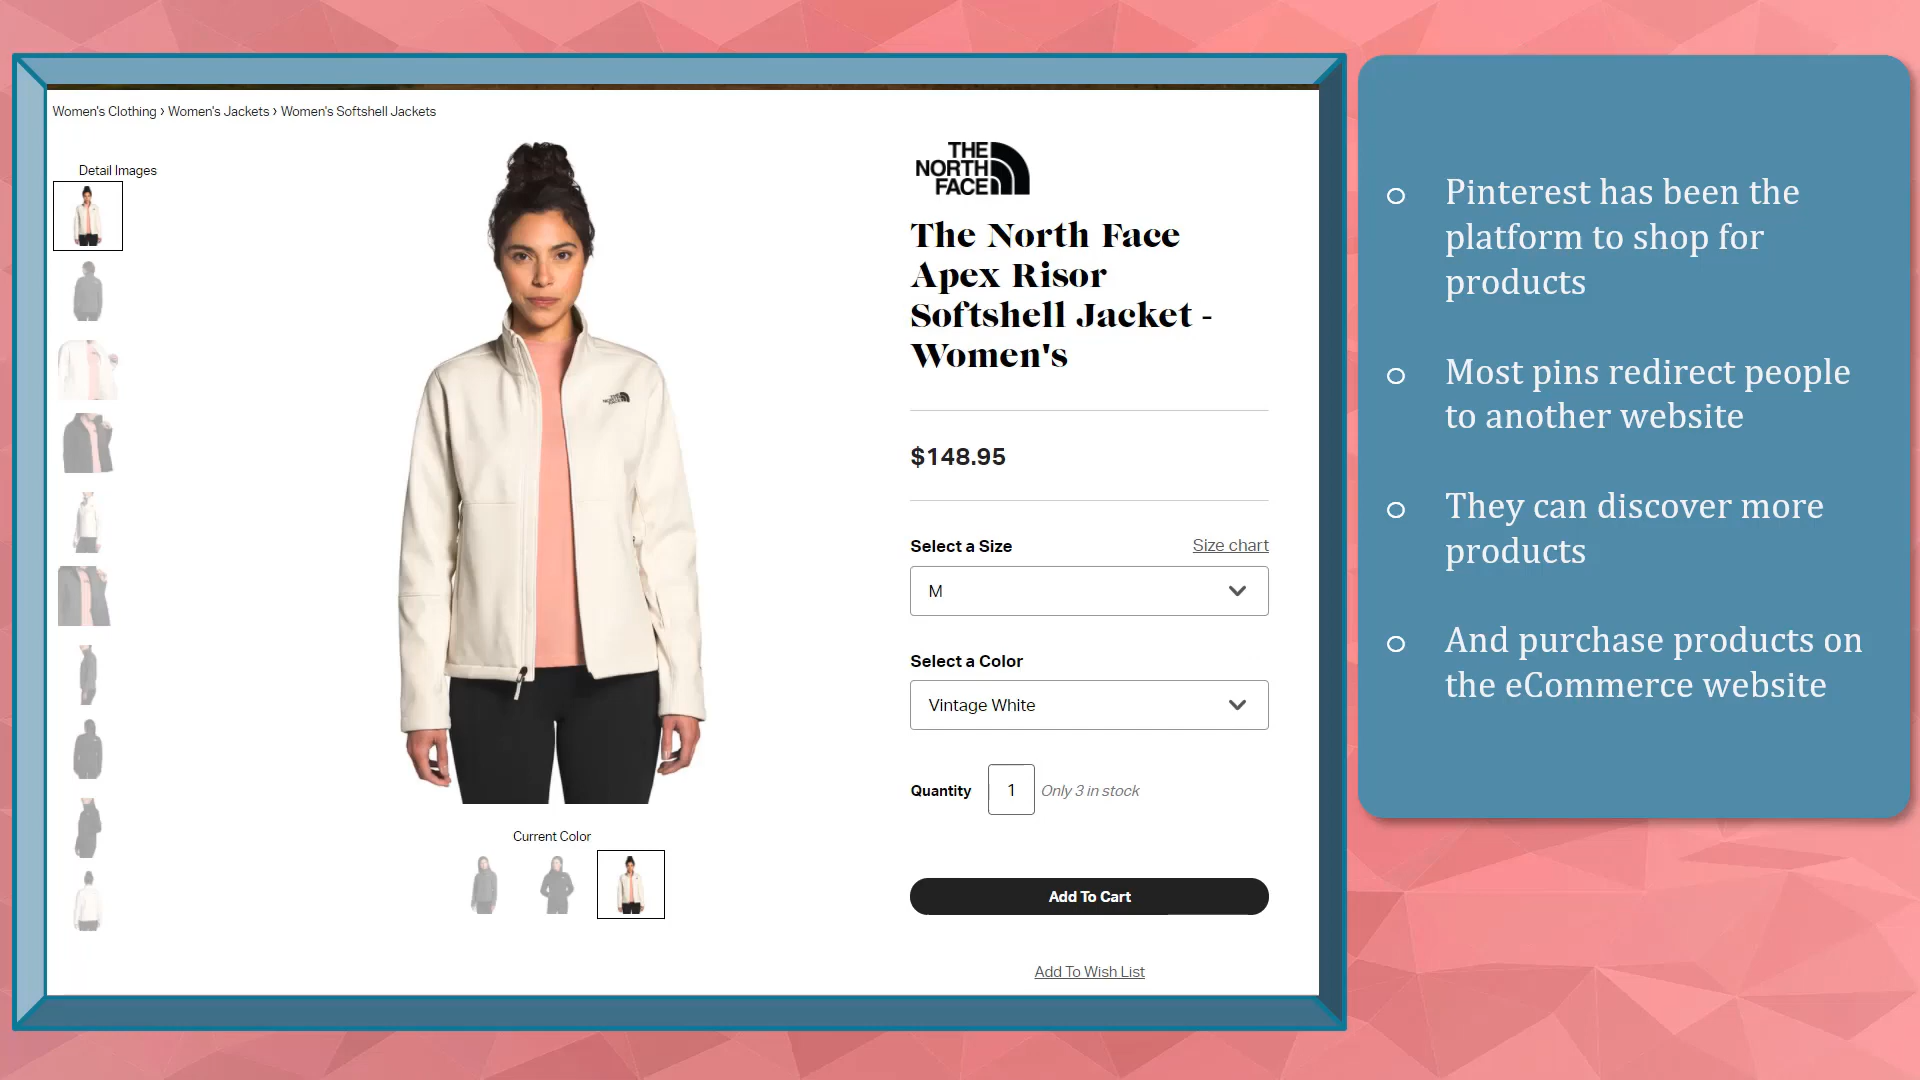 Women's Clothing › Women's Jackets › Women's Softshell Jackets
Detail Images
THE
NORTH
FACE
The North Face
Apex Risor
Softshell Jacket -
Women's
$148.95
Select a Size
Size chart
M
Select a Color
Vintage White
Quantity
1
Only 3 in stock
Current Color
Add To Cart
Add To Wish List
THE
NORTH
FACE
Pinterest has been the
platform to shop for
products
Most pins redirect people
to another website
They can discover more
products
And purchase products on
the eCommerce website